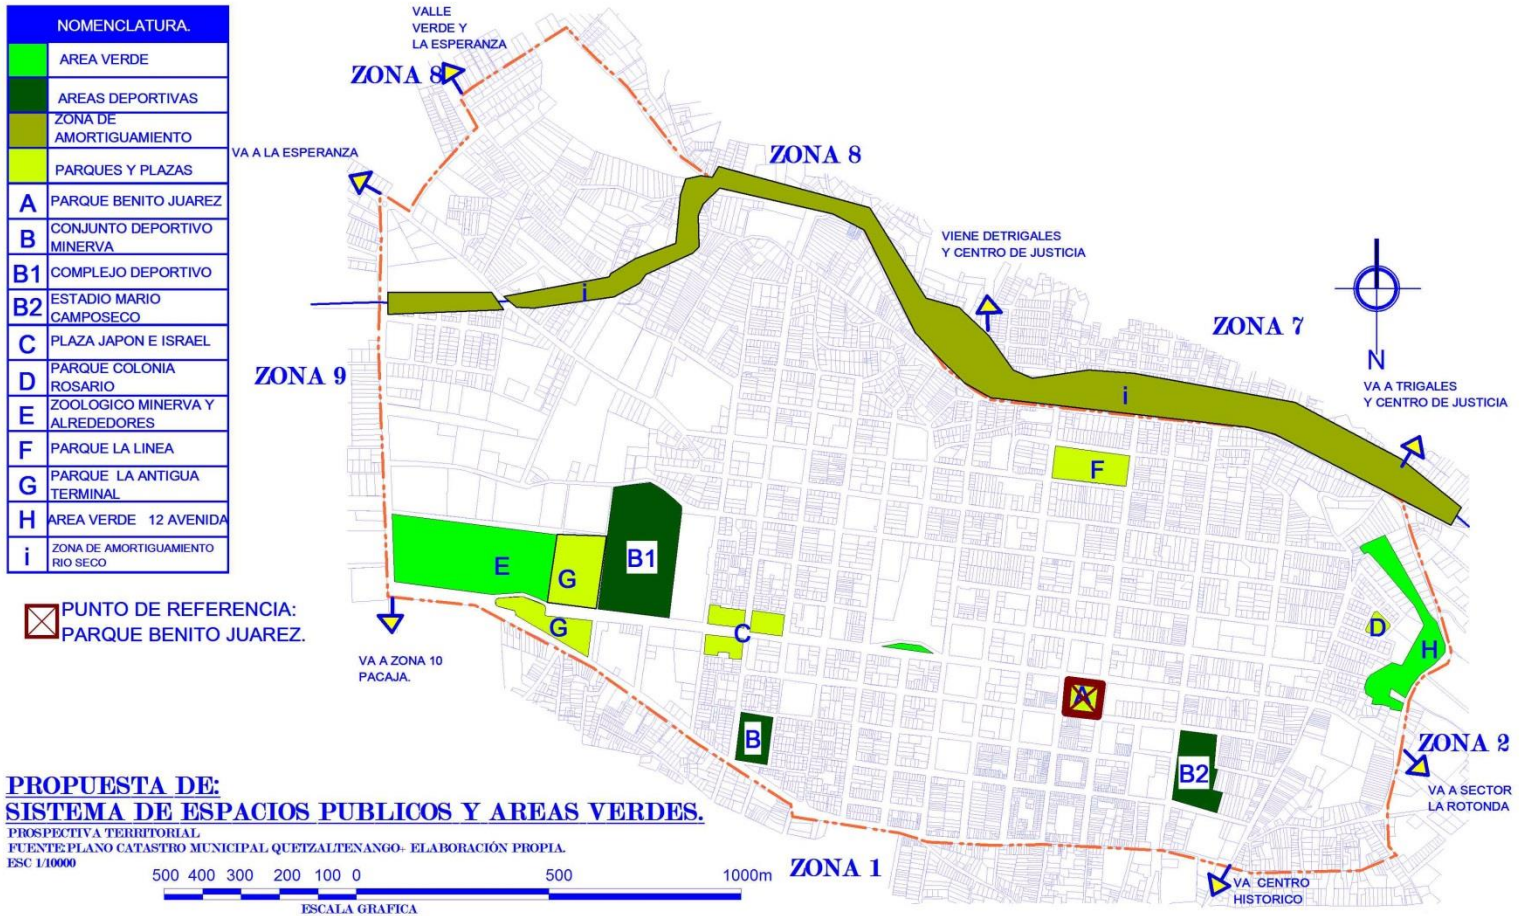 NOMENCLATURA.
AREA VERDE
AREAS DEPORTIVAS
ZONA DE
AMORTIGUAMIENTO
PARQUES Y PLAZAS
A PARQUE BENITO JUAREZ
B CONJUNTO DEPORTIVO
MINERVA
B1 COMPLEJO DEPORTIVO
B2 ESTADIO MARIO
CAMPOSECO
C PLAZA JAPON E ISRAEL
D PARQUE COLONIA
ROSARIO
E ZOOLOGICO MINERVA Y
ALREDEDORES
F PARQUE LA LINEA
G PARQUE LA ANTIGUA
TERMINAL
H AREA VERDE 12 AVENIDA
i ZONA DE AMORTIGUAMIENTO
RIO SECO
PUNTO DE REFERENCIA:
PARQUE BENITO JUAREZ.
VALLE
VERDE Y
LA ESPERANZA
ZONA 8
VA A LA ESPERANZA
ZONA 8
VIENE DETRIGALES
Y CENTRO DE JUSTICIA
ZONA 7
N
VA A TRIGALES
Y CENTRO DE JUSTICIA
ZONA 9
i
i
F
E
G
B1
G
C
D
H
A
B
B2
VA A ZONA 10
PACAJA.
ZONA 2
VA A SECTOR
LA ROTONDA
ZONA 1
VA CENTRO
HISTORICO
PROPUESTA DE:
SISTEMA DE ESPACIOS PUBLICOS Y AREAS VERDES.
PROSPECTIVA TERRITORIAL
FUENTE:PLANO CATASTRO MUNICIPAL QUETZALTENANGO+ ELABORACIÓN PROPIA.
ESC 1/10000
500 400 300 200 100 0 500 1000m
ESCALA GRAFICA